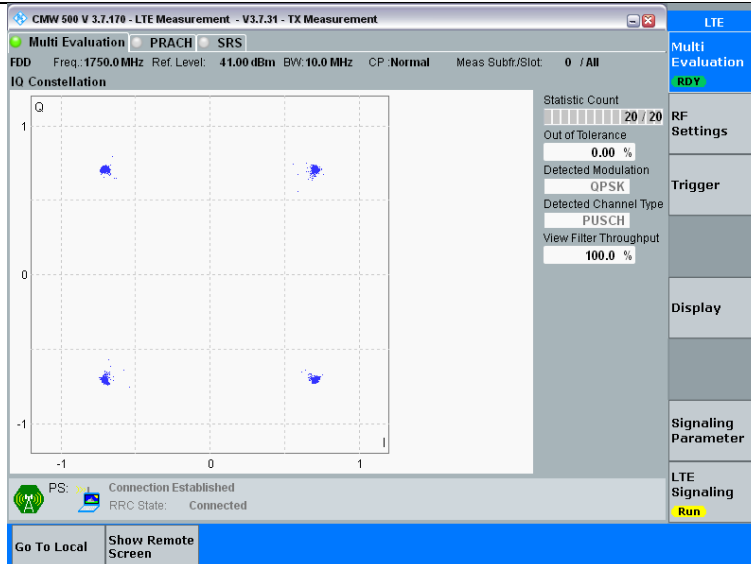 CMW 500 V 3.7.170 - LTE Measurement - V3.7.31 - TX Measurement
LTE
Multi Evaluation PRACH SRS
FDD Freq.: 1750.0 MHz Ref. Level: 41.00 dBm BW: 10.0 MHz CP : Normal Meas Subfr./Slot: 0 / All
IQ Constellation
Q
1
0
-1
-1 0 1
I
Statistic Count
20 / 20
Out of Tolerance
0.00 %
Detected Modulation
QPSK
Detected Channel Type
PUSCH
View Filter Throughput
100.0 %
PS: Connection Established
RRC State: Connected
Multi
Evaluation
RDY
RF
Settings
Trigger
Display
Signaling
Parameter
LTE
Signaling
Run
Go To Local
Show Remote
Screen